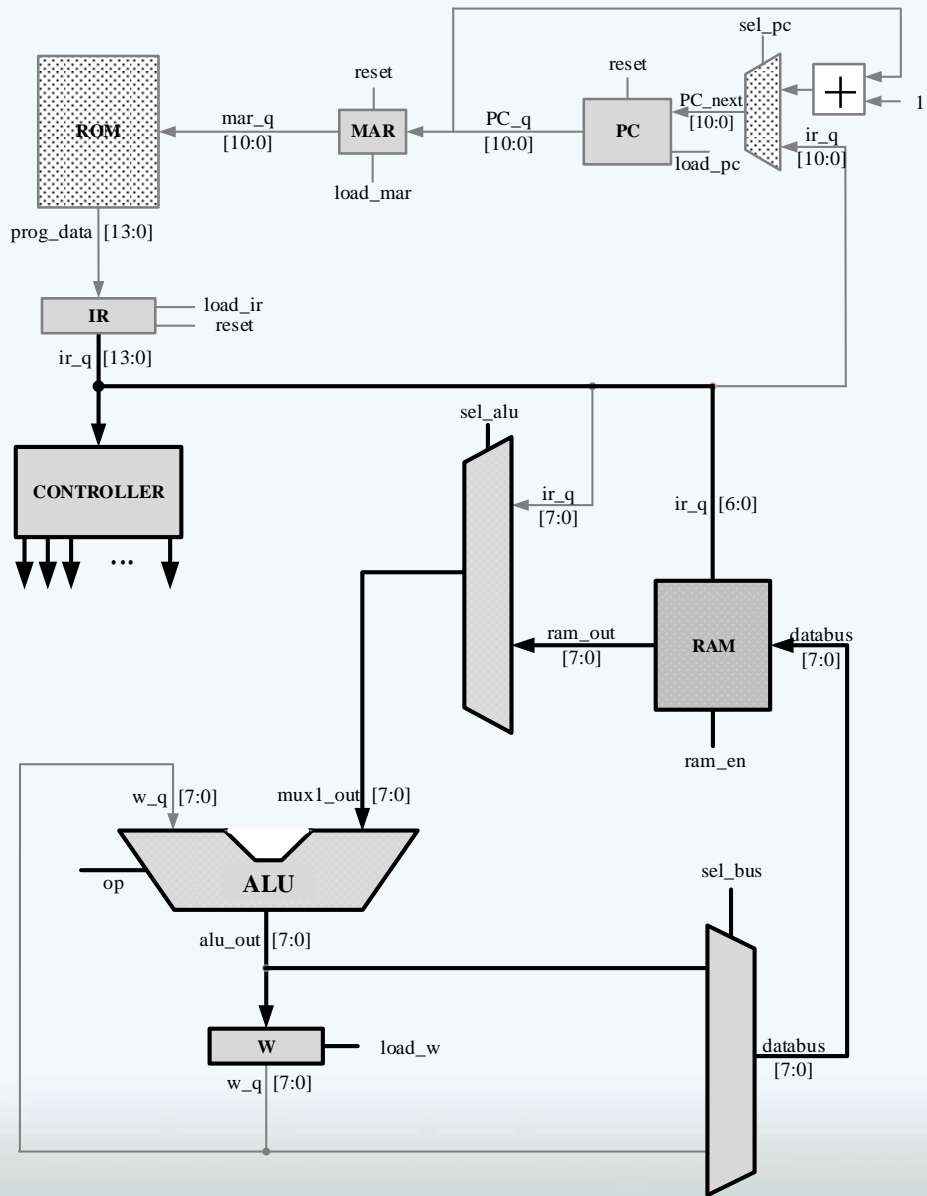 sel_pc
reset
reset
ROM
mar_q
[10:0]
MAR
PC_q
[10:0]
PC
PC_next
[10:0]
+
1
ir_q
[10:0]
load_mar
load_pc
prog_data [13:0]
IR
load_ir
reset
ir_q [13:0]
sel_alu
CONTROLLER
...
ir_q
[7:0]
ir_q [6:0]
ram_out
[7:0]
RAM
databus
[7:0]
ram_en
w_q [7:0]
mux1_out [7:0]
op
ALU
sel_bus
alu_out [7:0]
W
load_w
w_q [7:0]
databus
[7:0]